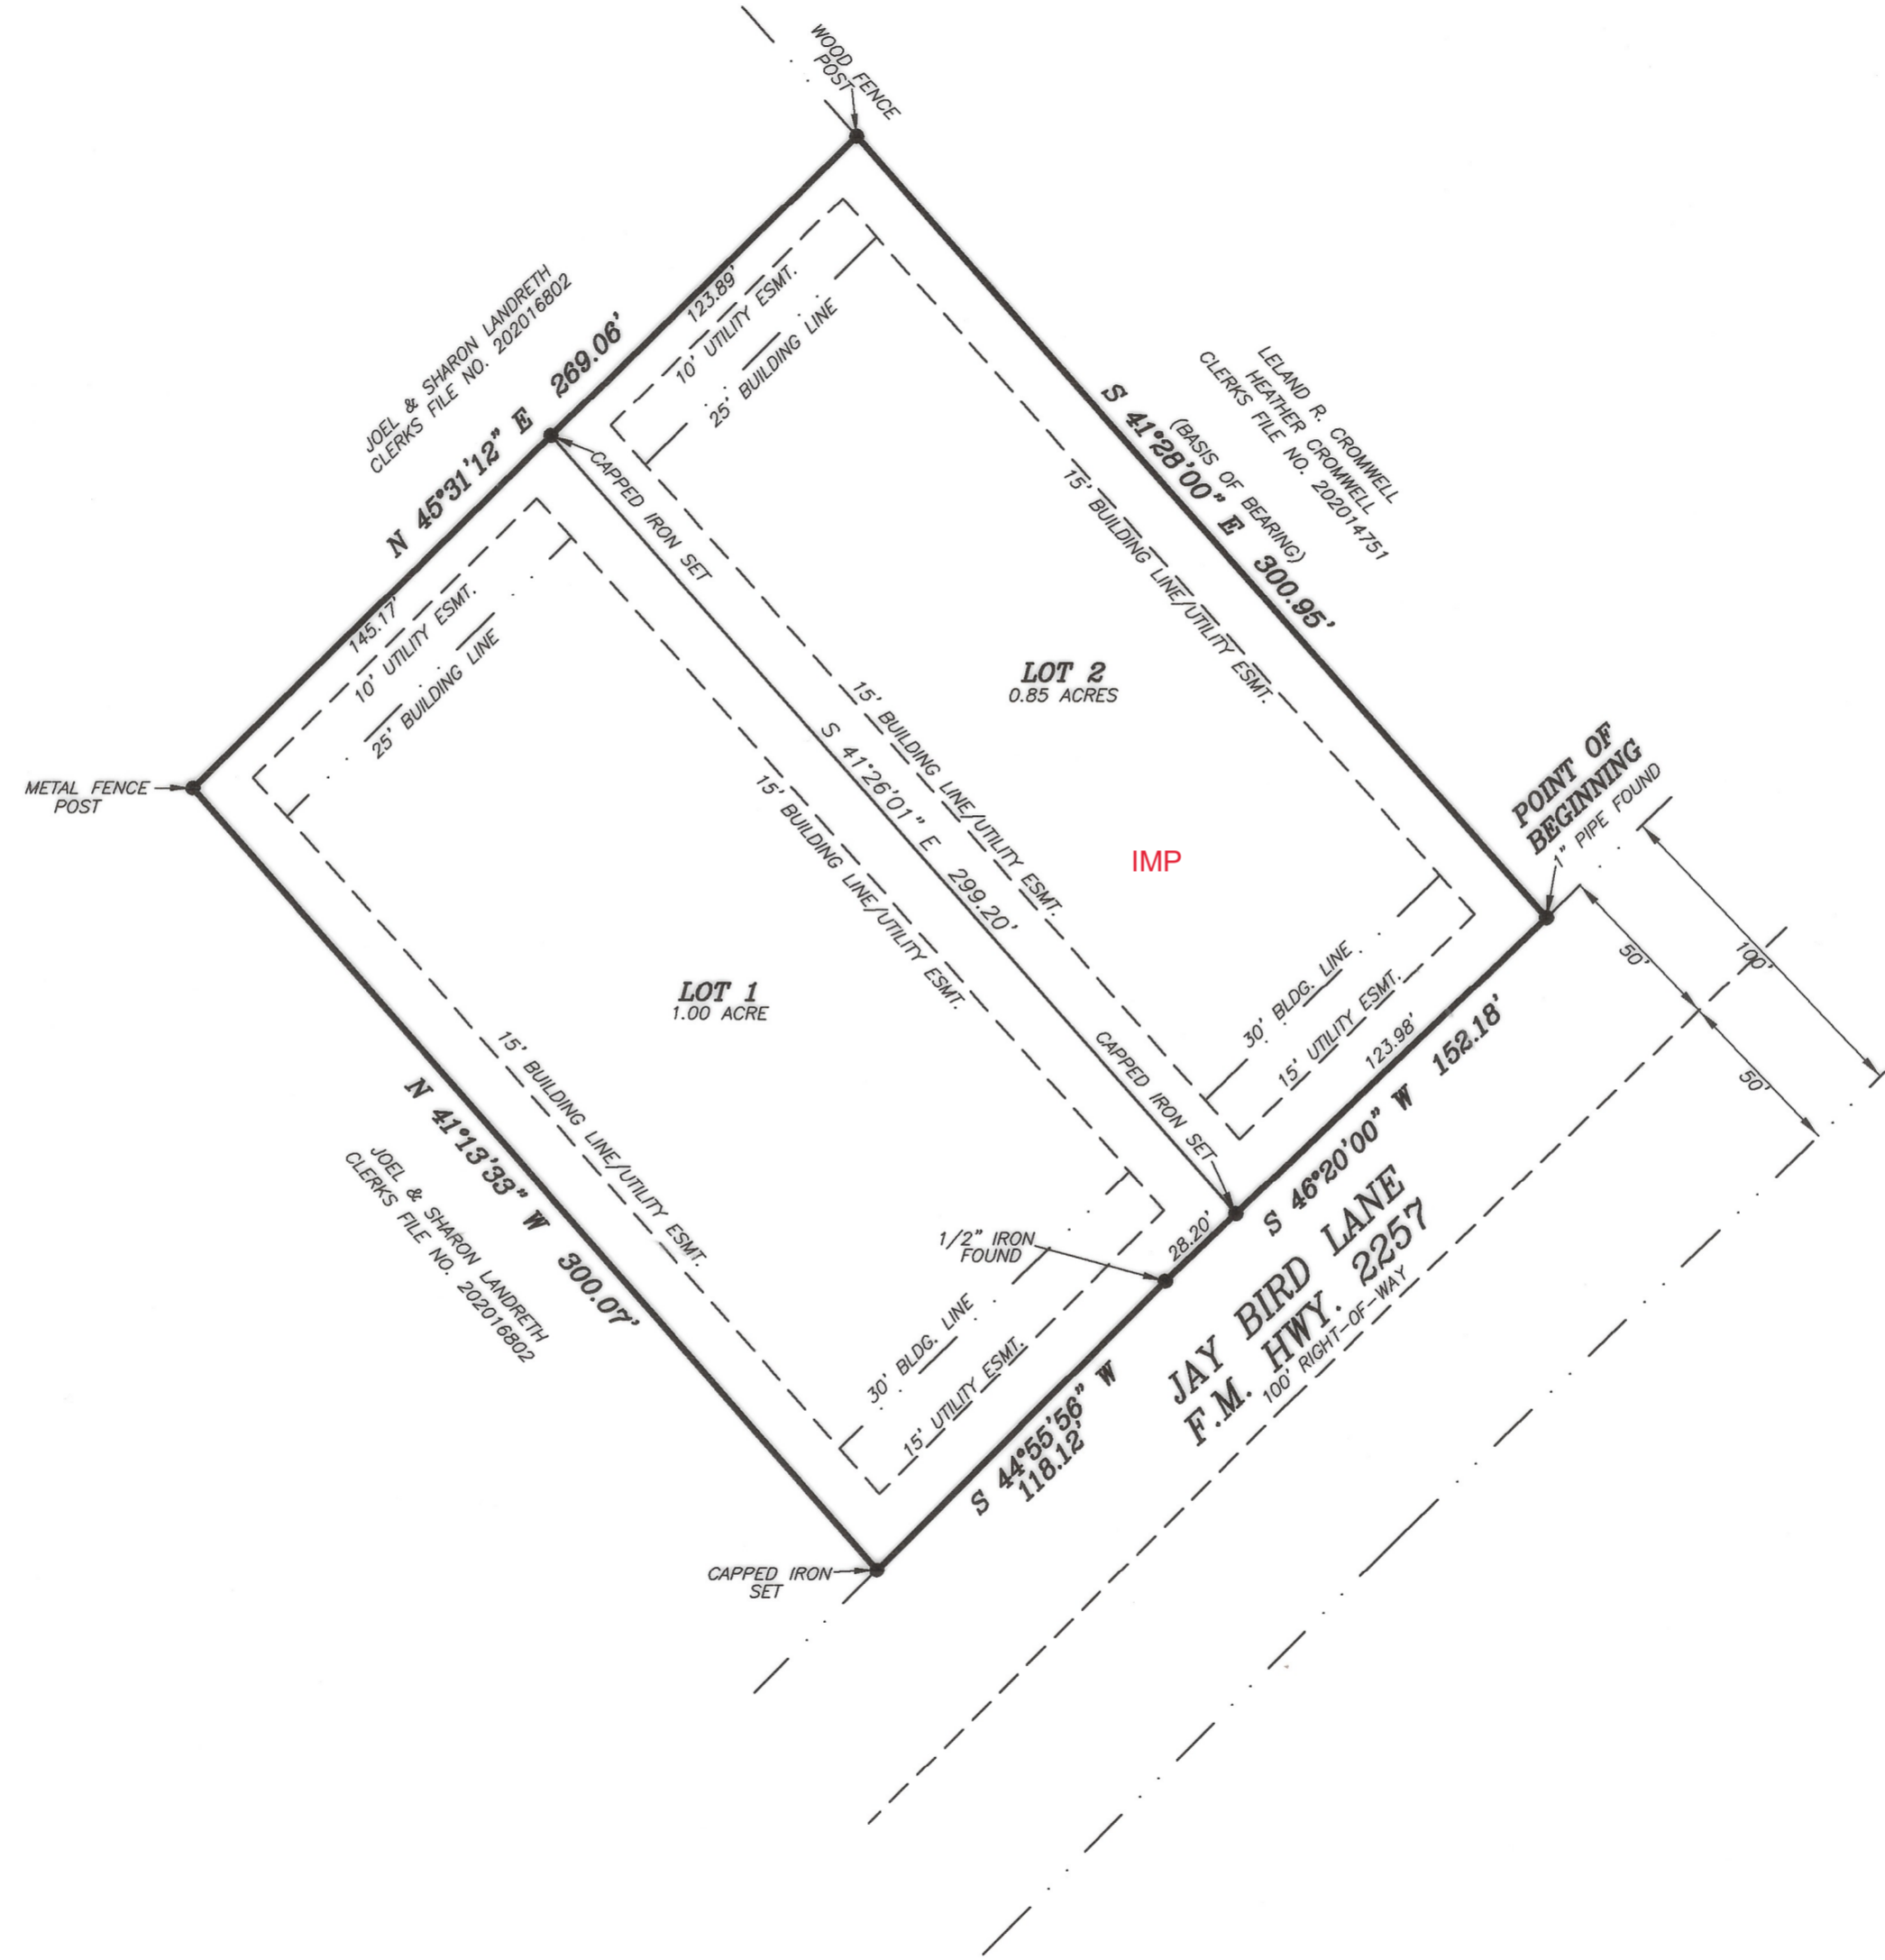 WOOD FENCE
POST
JOEL & SHARON LANDRETH
CLERKS FILE NO. 202016802
N 45°31'12" E 269.06'
123.89'
10' UTILITY ESMT.
25' BUILDING LINE
LELAND R. CROMWELL
HEATHER CROMWELL
CLERKS FILE NO. 202014751
(BASIS OF BEARING)
S 41°28'00" E 300.95'
15' BUILDING LINE/UTILITY ESMT.
CAPPED IRON SET
145.17'
10' UTILITY ESMT.
25' BUILDING LINE
LOT 2
0.85 ACRES
15' BUILDING LINE/UTILITY ESMT.
S 41°26'01" E 299.20'
15' BUILDING LINE/UTILITY ESMT.
METAL FENCE
POST
POINT OF
BEGINNING
1" PIPE FOUND
IMP
50'
100'
50'
30' BLDG. LINE
15' UTILITY ESMT.
123.98'
S 46°20'00" W 152.18'
LOT 1
1.00 ACRE
CAPPED IRON SET
15' BUILDING LINE/UTILITY ESMT.
N 41°13'33" W 300.07'
JOEL & SHARON LANDRETH
CLERKS FILE NO. 202016802
1/2" IRON
FOUND
28.20'
JAY BIRD LANE
F.M. HWY. 2257
100' RIGHT-OF-WAY
30' BLDG. LINE
15' UTILITY ESMT.
S 44°55'56" W
118.12'
CAPPED IRON
SET